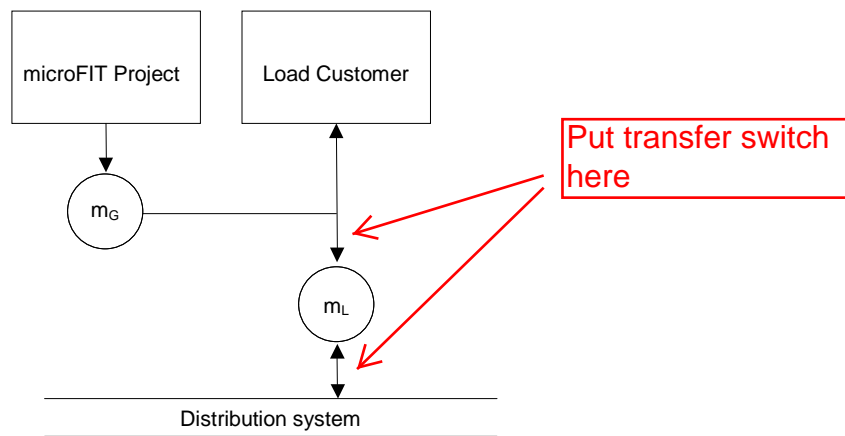 microFIT Project
Load Customer
Put transfer switch
here
mG
mL
Distribution system